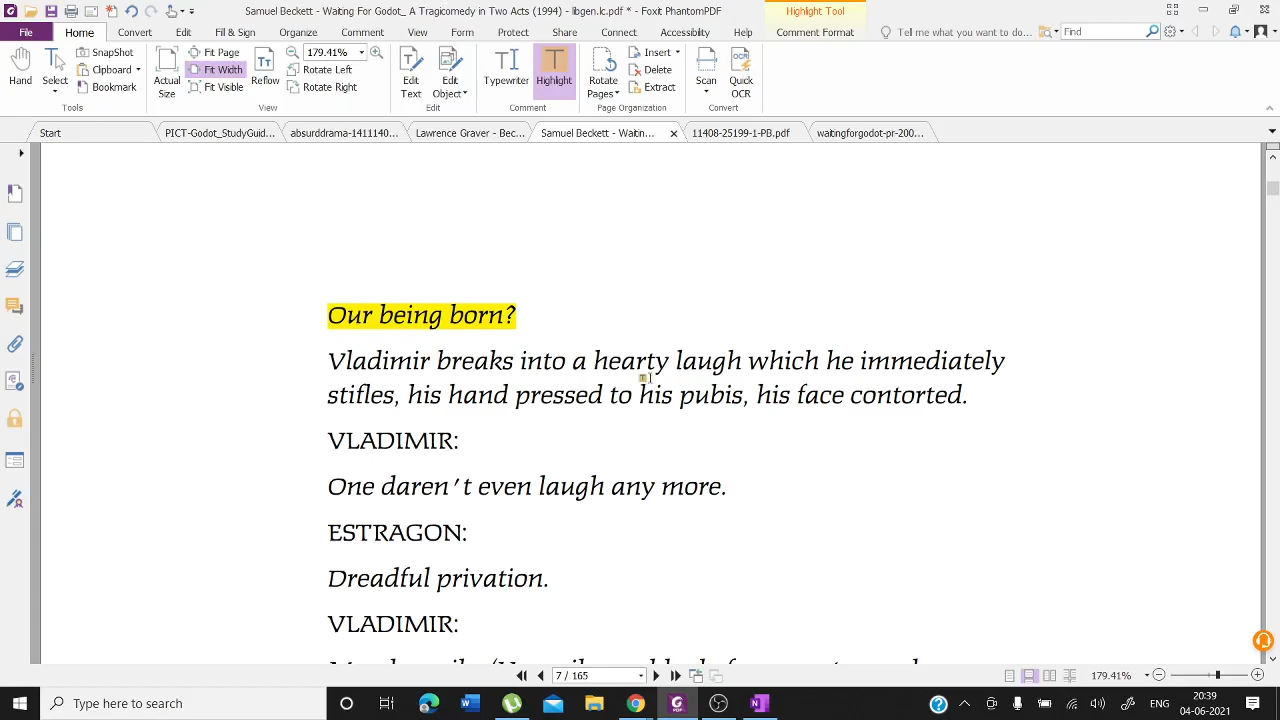 Samuel Beckett - Waiting For Godot_ A Tragicomedy in Two Acts (1994) - libgen.lc.pdf * - Foxit PhantomPDF
Highlight Tool
File Home Convert Edit Fill & Sign Organize Comment View Form Protect Share Connect Accessibility Help Comment Format Tell me what you want to do... Find
SnapShot Fit Page 179.41% Insert
Clipboard Fit Width Rotate Left Delete
Bookmark Fit Visible Rotate Right Extract
Hand Select Actual Size Reflow Edit Text Edit Object Typewriter Highlight Rotate Pages Scan Quick OCR
Tools View Edit Comment Page Organization Convert
Start PICT-Godot_StudyGuid... absurddrama-1411140... Lawrence Graver - Bec... Samuel Beckett - Waitin... 11408-25199-1-PB.pdf waitingforgodot-pr-200...
Our being born?
Vladimir breaks into a hearty laugh which he immediately
stifles, his hand pressed to his pubis, his face contorted.
VLADIMIR:
One daren't even laugh any more.
ESTRAGON:
Dreadful privation.
VLADIMIR:
7 / 165 179.41%
Type here to search ENG 20:39
04-06-2021